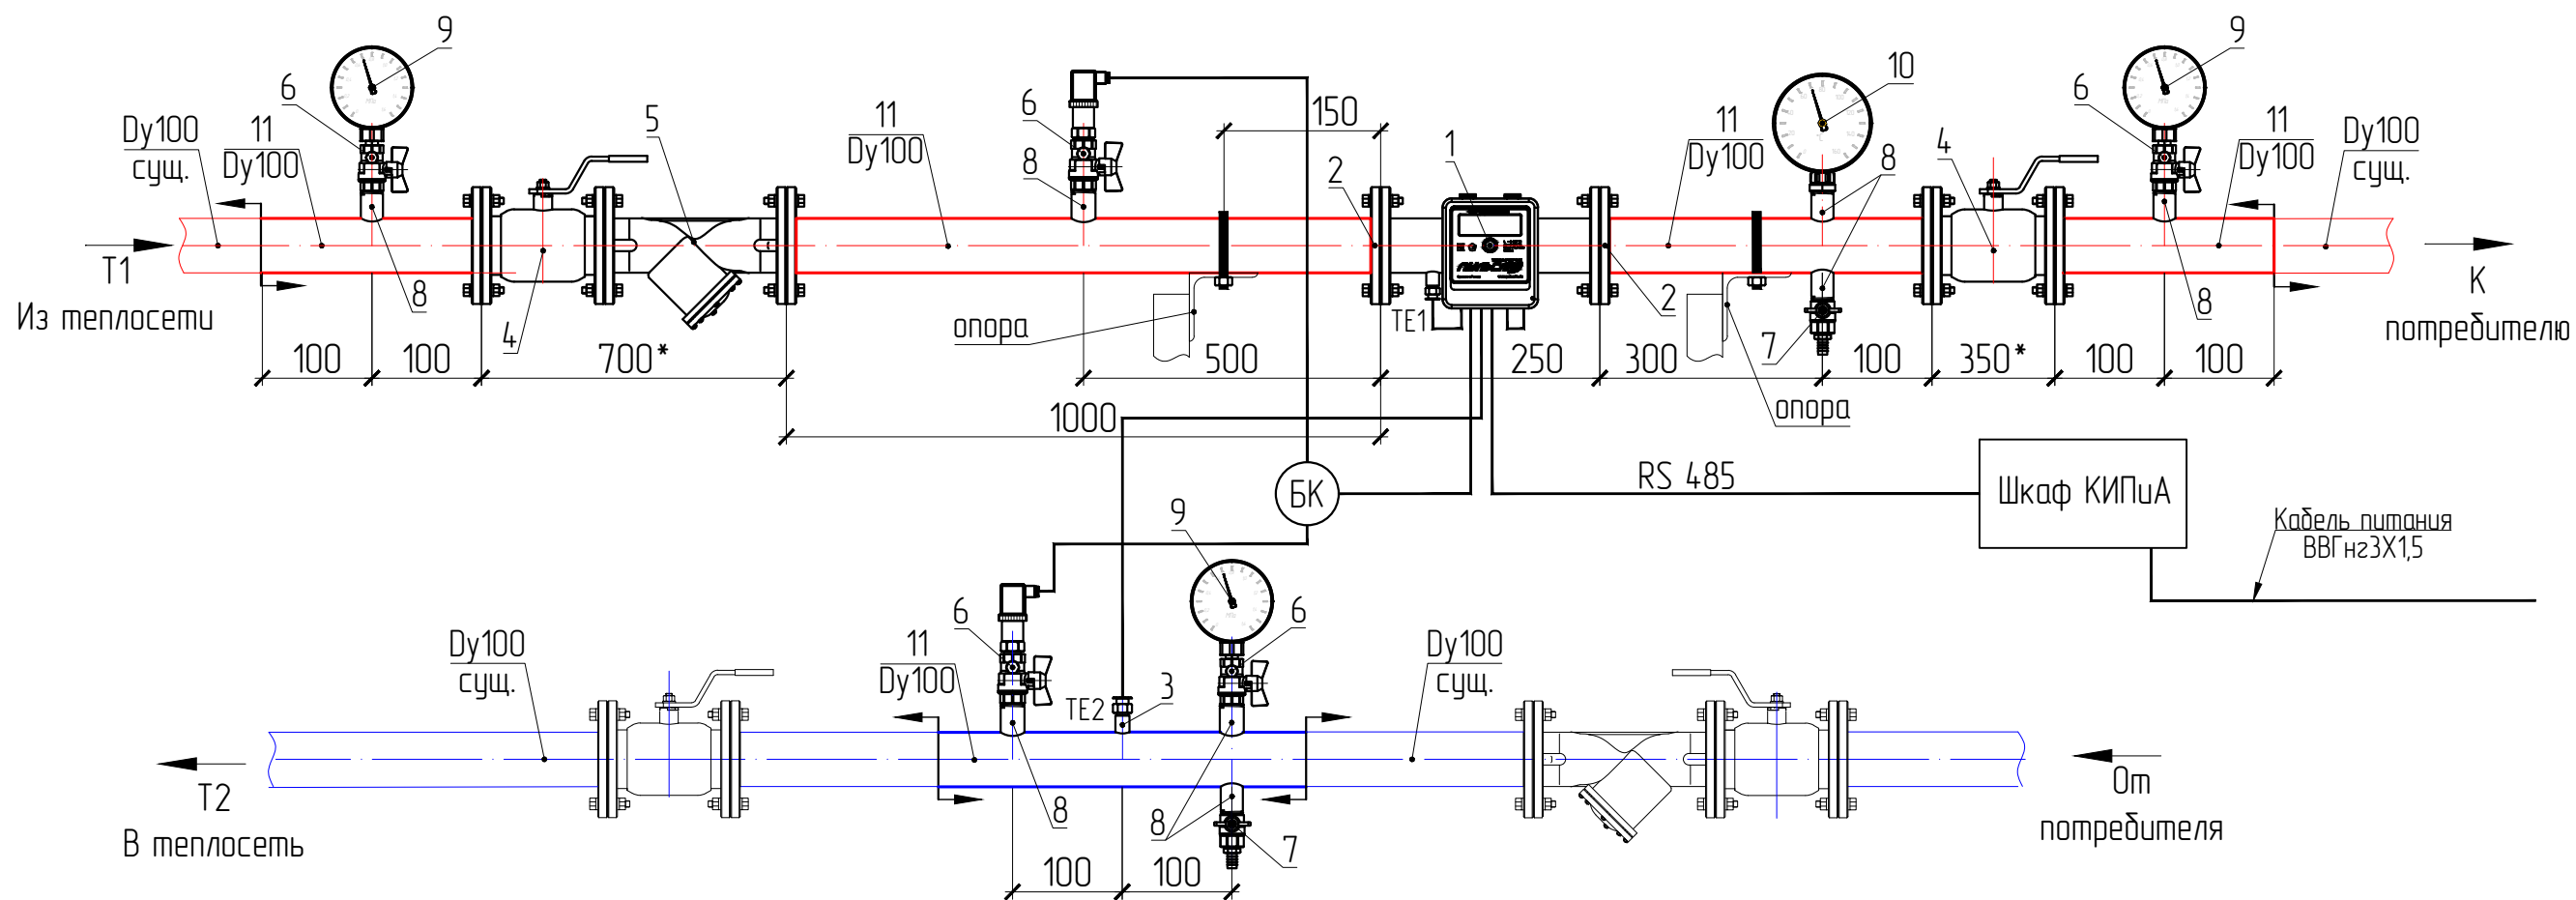 9
10
9
6
6
6
5
11
Dy100
150
1
11
Dy100
8
4
11
Dy100
Dy100
сущ.
11
Dy100
8
2
Dy100
сущ.
T1
Из теплосети
8
4
опора
TE1
2
7
опора
8
К
потребителю
100
100
700*
500
250
300
100
350*
100
100
1000
БК
RS 485
Шкаф КИПиА
Кабель питания
ВВГнг3Х1,5
9
6
6
Dy100
сущ.
11
Dy100
TE2
3
Dy100
сущ.
T2
В теплосеть
8
8
7
От
потребителя
100
100